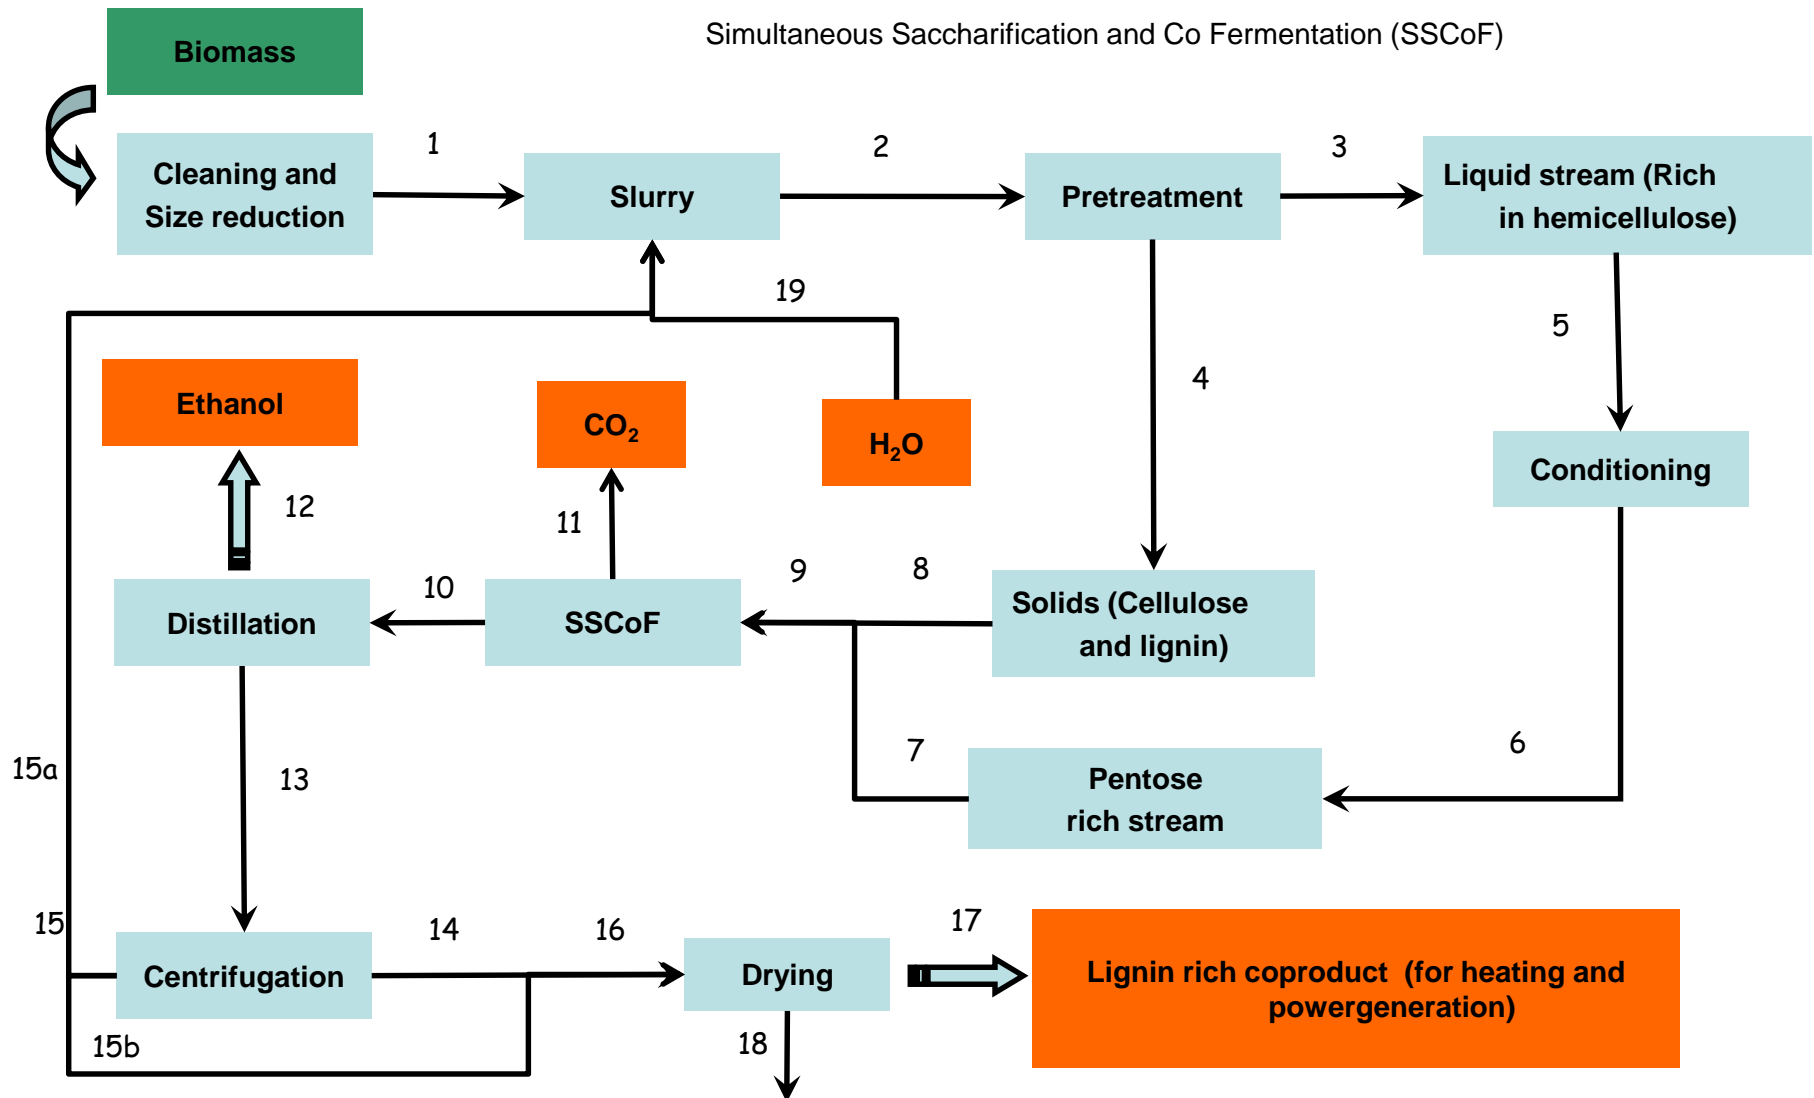 Simultaneous Saccharification and Co Fermentation (SSCoF)
Biomass
1
2
3
Cleaning and
Size reduction
Slurry
Pretreatment
Liquid stream (Rich
in hemicellulose)
19
5
4
Ethanol
CO₂
H₂O
Conditioning
12
11
10
9
8
Distillation
SSCoF
Solids (Cellulose
and lignin)
15a
13
7
6
Pentose
rich stream
15
14
16
17
Centrifugation
Drying
Lignin rich coproduct (for heating and
powergeneration)
15b
18